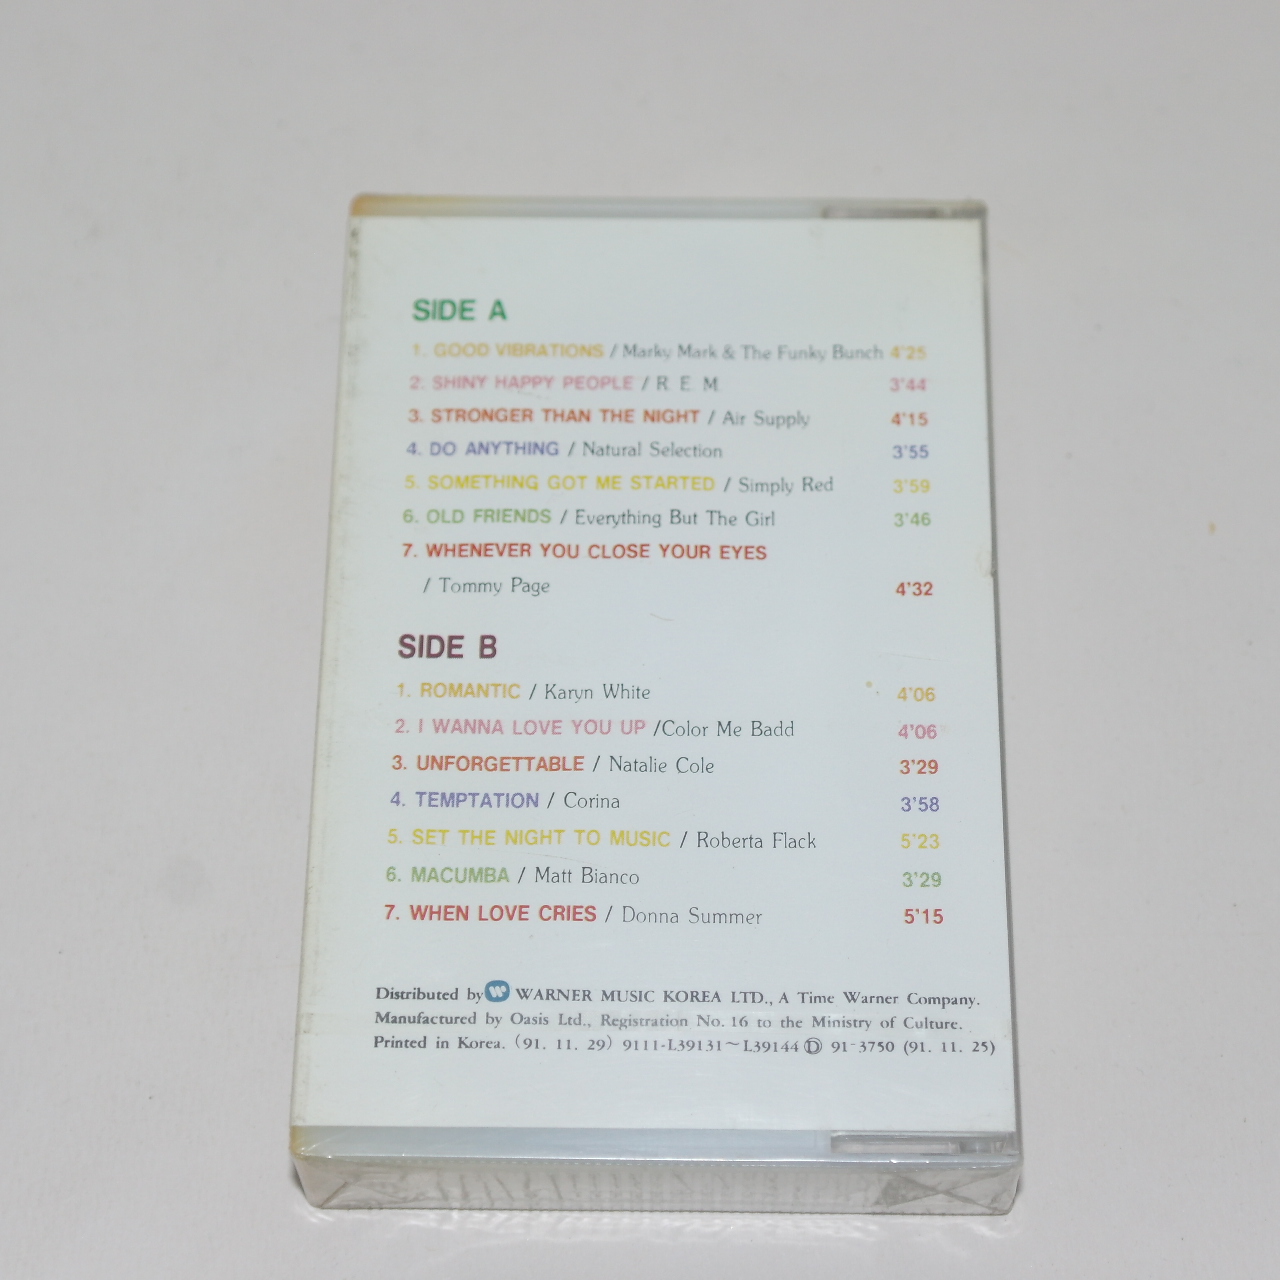 SIDE A
1. GOOD VIBRATIONS / Marky Mark & The Funky Bunch 4'25
2. SHINY HAPPY PEOPLE / R E M 3'44
3. STRONGER THAN THE NIGHT / Air Supply 4'15
4. DO ANYTHING / Natural Selection 3'55
5. SOMETHING GOT ME STARTED / Simply Red 3'59
6. OLD FRIENDS / Everything But The Girl 3'46
7. WHENEVER YOU CLOSE YOUR EYES
/ Tommy Page 4'32
SIDE B
1. ROMANTIC / Karyn White 4'06
2. I WANNA LOVE YOU UP /Color Me Badd 4'06
3. UNFORGETTABLE / Natalie Cole 3'29
4. TEMPTATION / Corina 3'58
5. SET THE NIGHT TO MUSIC / Roberta Flack 5'23
6. MACUMBA / Matt Bianco 3'29
7. WHEN LOVE CRIES / Donna Summer 5'15
Distributed by W WARNER MUSIC KOREA LTD., A Time Warner Company.
Manufactured by Oasis Ltd., Registration No. 16 to the Ministry of Culture.
Printed in Korea. (91. 11. 29) 9111-L39131~L39144 Ⓓ 91-3750 (91. 11. 25)